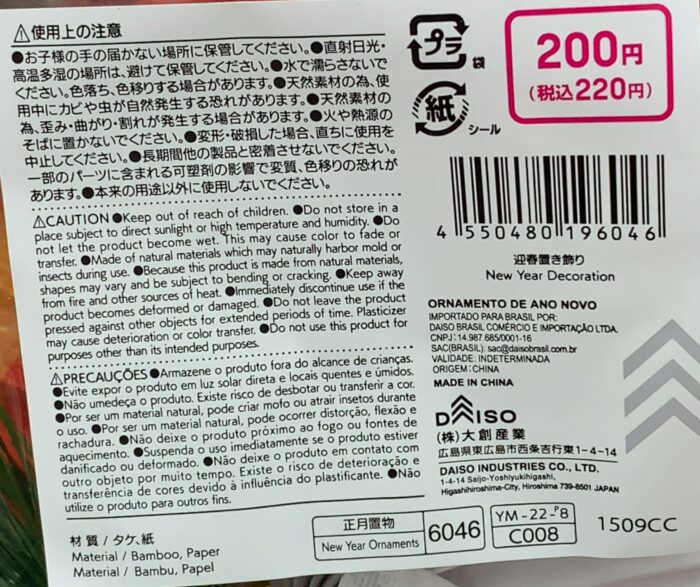 ⚠使用上の注意
●お子様の手の届かない場所に保管してください。●直射日光・
高温多湿の場所は、避けて保管してください。●水で濡らさないで
ください。色落ち、色移りする場合があります。●天然素材の為、使
用中にカビや虫が自然発生する恐れがあります。●天然素材の
為、歪み・曲がり・割れが発生する場合があります。●火や熱源の
そばに置かないでください。●変形・破損した場合、直ちに使用を
中止してください。●長期間他の製品と密着させないでください。
一部のパーツに含まれる可塑剤の影響で変質、色移りの恐れが
あります。●本来の用途以外に使用しないでください。
⚠CAUTION ●Keep out of reach of children. ●Do not store in a
place subject to direct sunlight or high temperature and humidity. ●Do
not let the product become wet. This may cause color to fade or
transfer. ●Made of natural materials which may naturally harbor mold or
insects during use. ●Because this product is made from natural materials,
shapes may vary and be subject to bending or cracking. ●Keep away
from fire and other sources of heat. ●Immediately discontinue use if the
product becomes deformed or damaged. ●Do not leave the product
pressed against other objects for extended periods of time. Plasticizer
may cause deterioration or color transfer. ●Do not use this product for
purposes other than its intended purposes.
⚠PRECAUÇÕES ●Armazene o produto fora do alcance de crianças.
●Evite expor o produto em luz solar direta e locais quentes e úmidos.
●Não umedeça o produto. Existe risco de desbotar ou transferir a cor.
●Por ser um material natural, pode criar mofo ou atrair insetos durante
o uso. ●Por ser um material natural, pode ocorrer distorção, flexão e
rachadura. ●Não deixe o produto próximo ao fogo ou fontes de
aquecimento. ●Suspenda o uso imediatamente se o produto estiver
danificado ou deformado. ●Não deixe o produto em contato com
outro objeto por muito tempo. Existe o risco de deterioração e
transferência de cores devido à influência do plastificante. ●Não
utilize o produto para outros fins.
材 質 / タケ、紙
Material / Bamboo, Paper
Material / Bambu, Papel
プラ
袋
紙
シール
200円
(税込220円)
4 550480 196046
迎春置き飾り
New Year Decoration
ORNAMENTO DE ANO NOVO
IMPORTADO PARA BRASIL POR:
DAISO BRASIL COMÉRCIO E IMPORTAÇÃO LTDA.
CNPJ: 14.987.685/0001-16
SAC(BRASIL): sac@daisobrasil.com.br
VALIDADE: INDETERMINADA
ORIGEM: CHINA
MADE IN CHINA
DAISO
(株)大創産業
広島県東広島市西条吉行東1-4-14
DAISO INDUSTRIES CO., LTD.
1-4-14 Saijo-Yoshiyukihigashi,
Higashihiroshima-City, Hiroshima 739-8501 JAPAN
正月置物
New Year Ornaments
6046
YM-22-P8
C008
1509CC